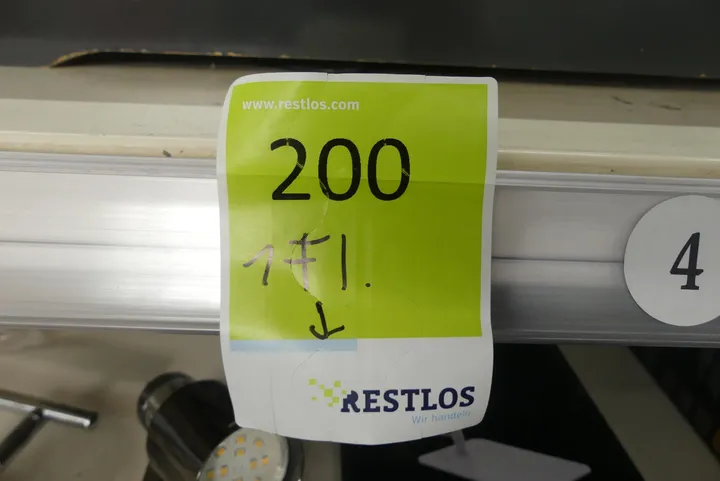 www.restlos.com
200
1 Fl.
↓
RESTLOS
Wir handeln.
4